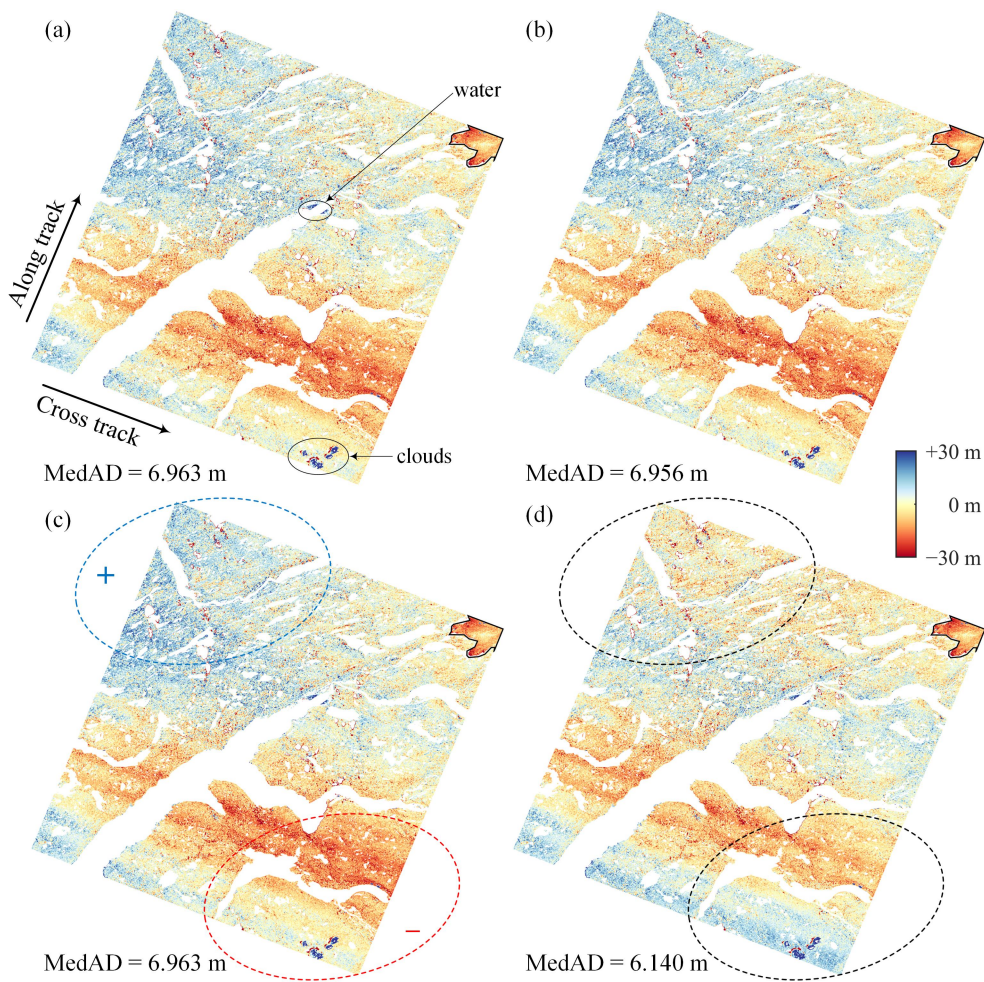 (a)
(b)
water
Along track
Cross track
clouds
MedAD = 6.963 m
MedAD = 6.956 m
+30 m
0 m
−30 m
(c)
(d)
+
−
MedAD = 6.963 m
MedAD = 6.140 m